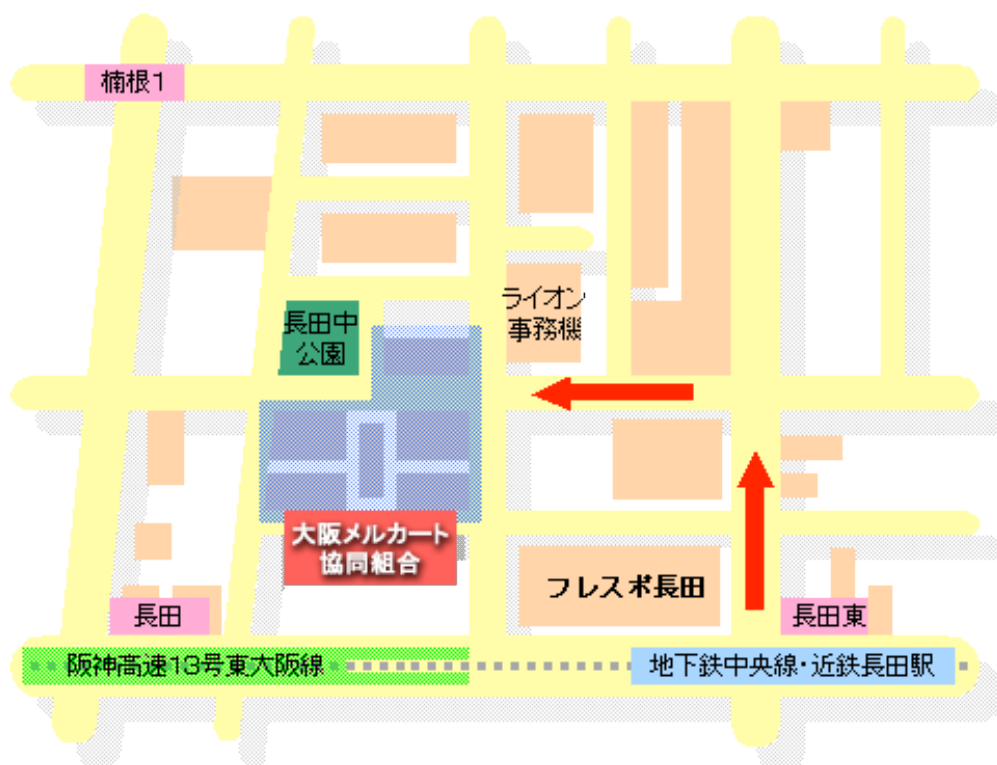 楠根1
長田中
公園
ライオン
事務機
大阪メルカート
協同組合
フレスポ長田
長田
長田東
阪神高速13号東大阪線
地下鉄中央線・近鉄長田駅